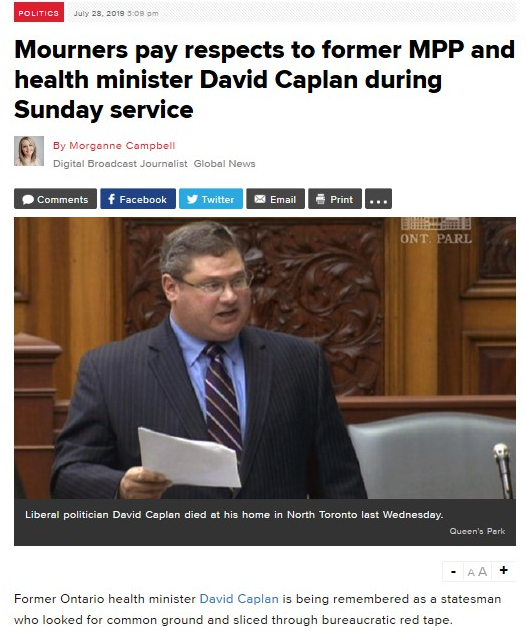 POLITICS July 28, 2019 5:09 pm
Mourners pay respects to former MPP and
health minister David Caplan during
Sunday service
By Morganne Campbell
Digital Broadcast Journalist Global News
Comments Facebook Twitter Email Print ...
ONT. PARL
Liberal politician David Caplan died at his home in North Toronto last Wednesday.
Queen's Park
- A A +
Former Ontario health minister David Caplan is being remembered as a statesman
who looked for common ground and sliced through bureaucratic red tape.